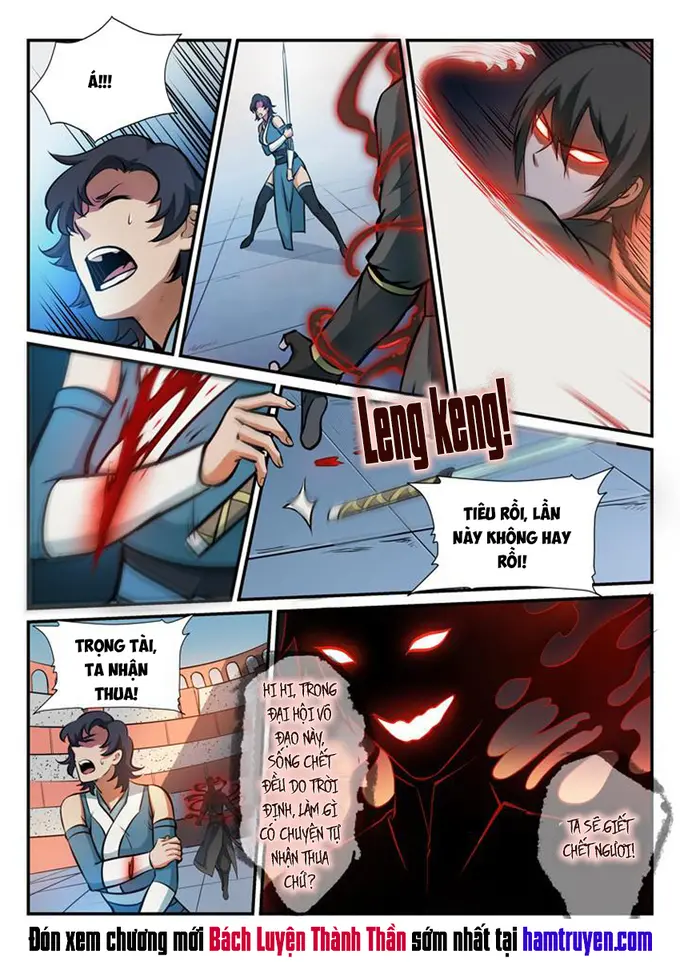 Á!!!
Leng keng!
TIÊU RỒI, LẦN
NÀY KHÔNG HAY
RỒI!
TRỌNG TÀI,
TA NHẬN
THUA!
HI HI, TRONG
ĐẠI HỘI VÕ
ĐẠO NÀY,
SỐNG CHẾT
ĐỀU DO TRỜI
ĐỊNH, LÀM GÌ
CÓ CHUYỆN TỰ
NHẬN THUA
CHỨ?
TA SẼ GIẾT
CHẾT NGƯƠI!
Đón xem chương mới Bách Luyện Thành Thần sớm nhất tại hamtruyen.com